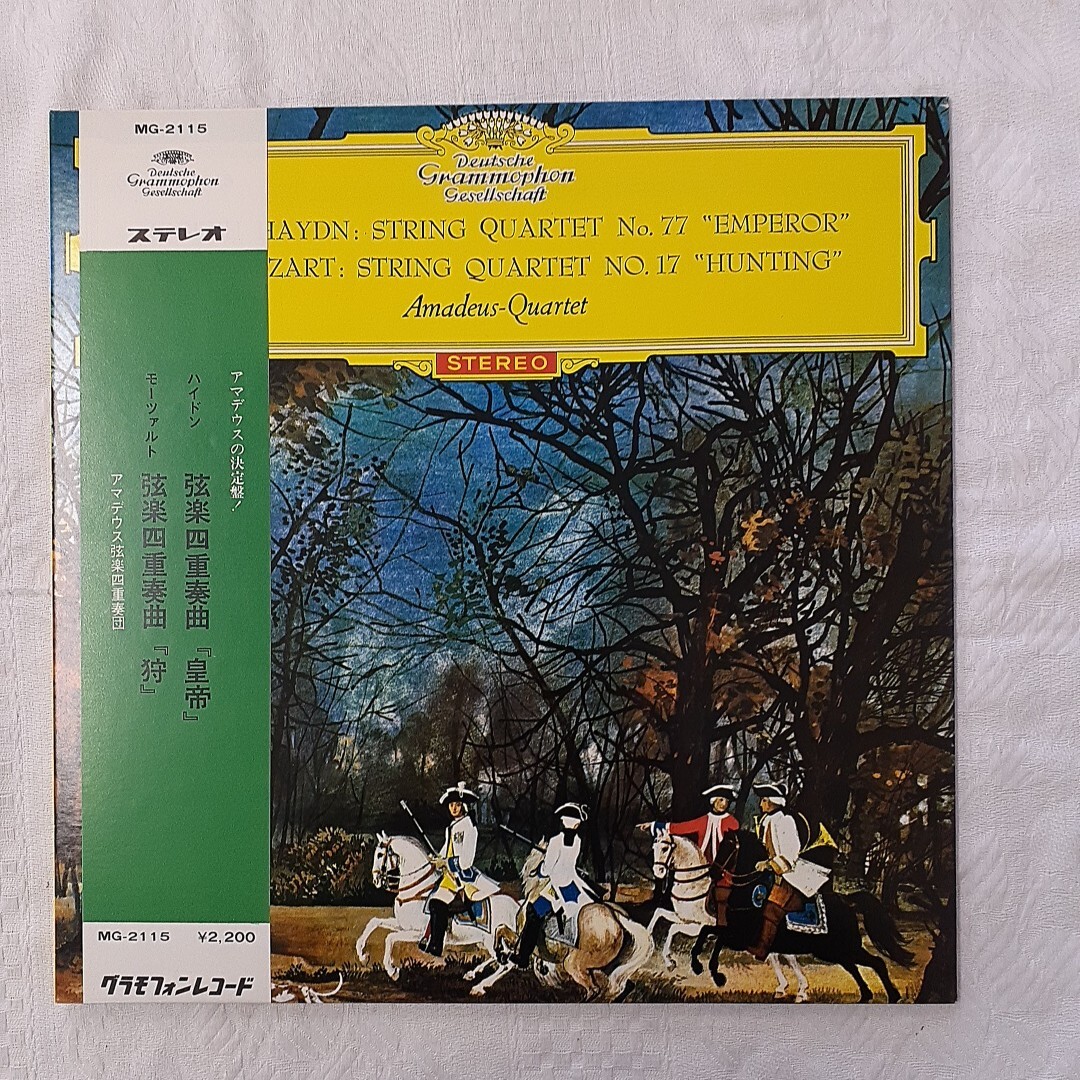 MG-2115
Deutsche
Grammophon
Gesellschaft
ステレオ
アマデウスの決定盤!
ハイドン 弦楽四重奏曲『皇帝』
モーツァルト 弦楽四重奏曲『狩』
アマデウス弦楽四重奏団
MG-2115 ¥2,200
グラモフォンレコード
Deutsche
Grammophon
Gesellschaft
HAYDN: STRING QUARTET No. 77 "EMPEROR"
ZART: STRING QUARTET NO. 17 "HUNTING"
Amadeus-Quartet
STEREO